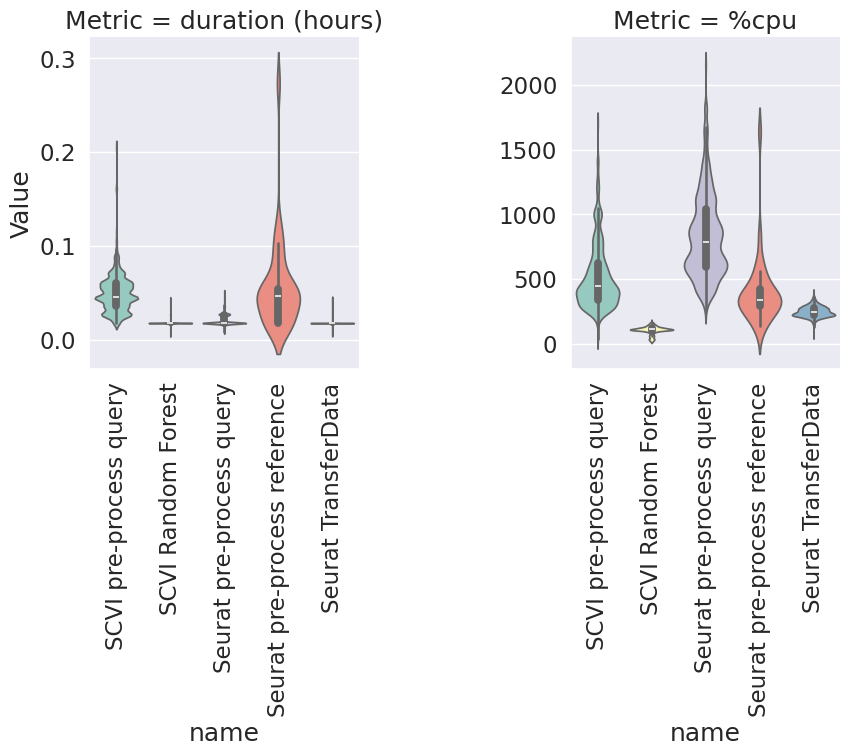 Metric = duration (hours)
Metric = %cpu
Value
0.3
0.2
0.1
0.0
2000
1500
1000
500
0
SCVI pre-process query
SCVI Random Forest
Seurat pre-process query
Seurat pre-process reference
Seurat TransferData
SCVI pre-process query
SCVI Random Forest
Seurat pre-process query
Seurat pre-process reference
Seurat TransferData
name
name